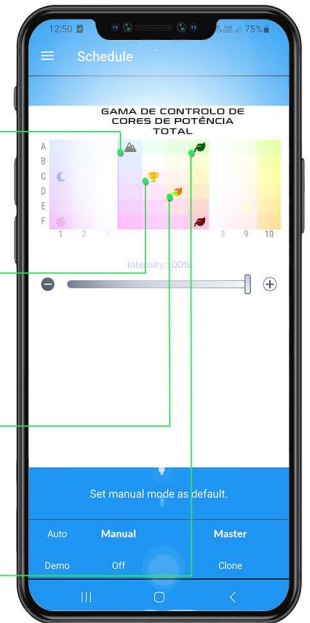 12:50 75%
Schedule
GAMA DE CONTROLO DE
CORES DE POTÊNCIA
TOTAL
A
B
C
D
E
F
1 2 3 8 9 10
Intensity:100%
Set manual mode as default.
Auto Manual Master
Demo Off Clone